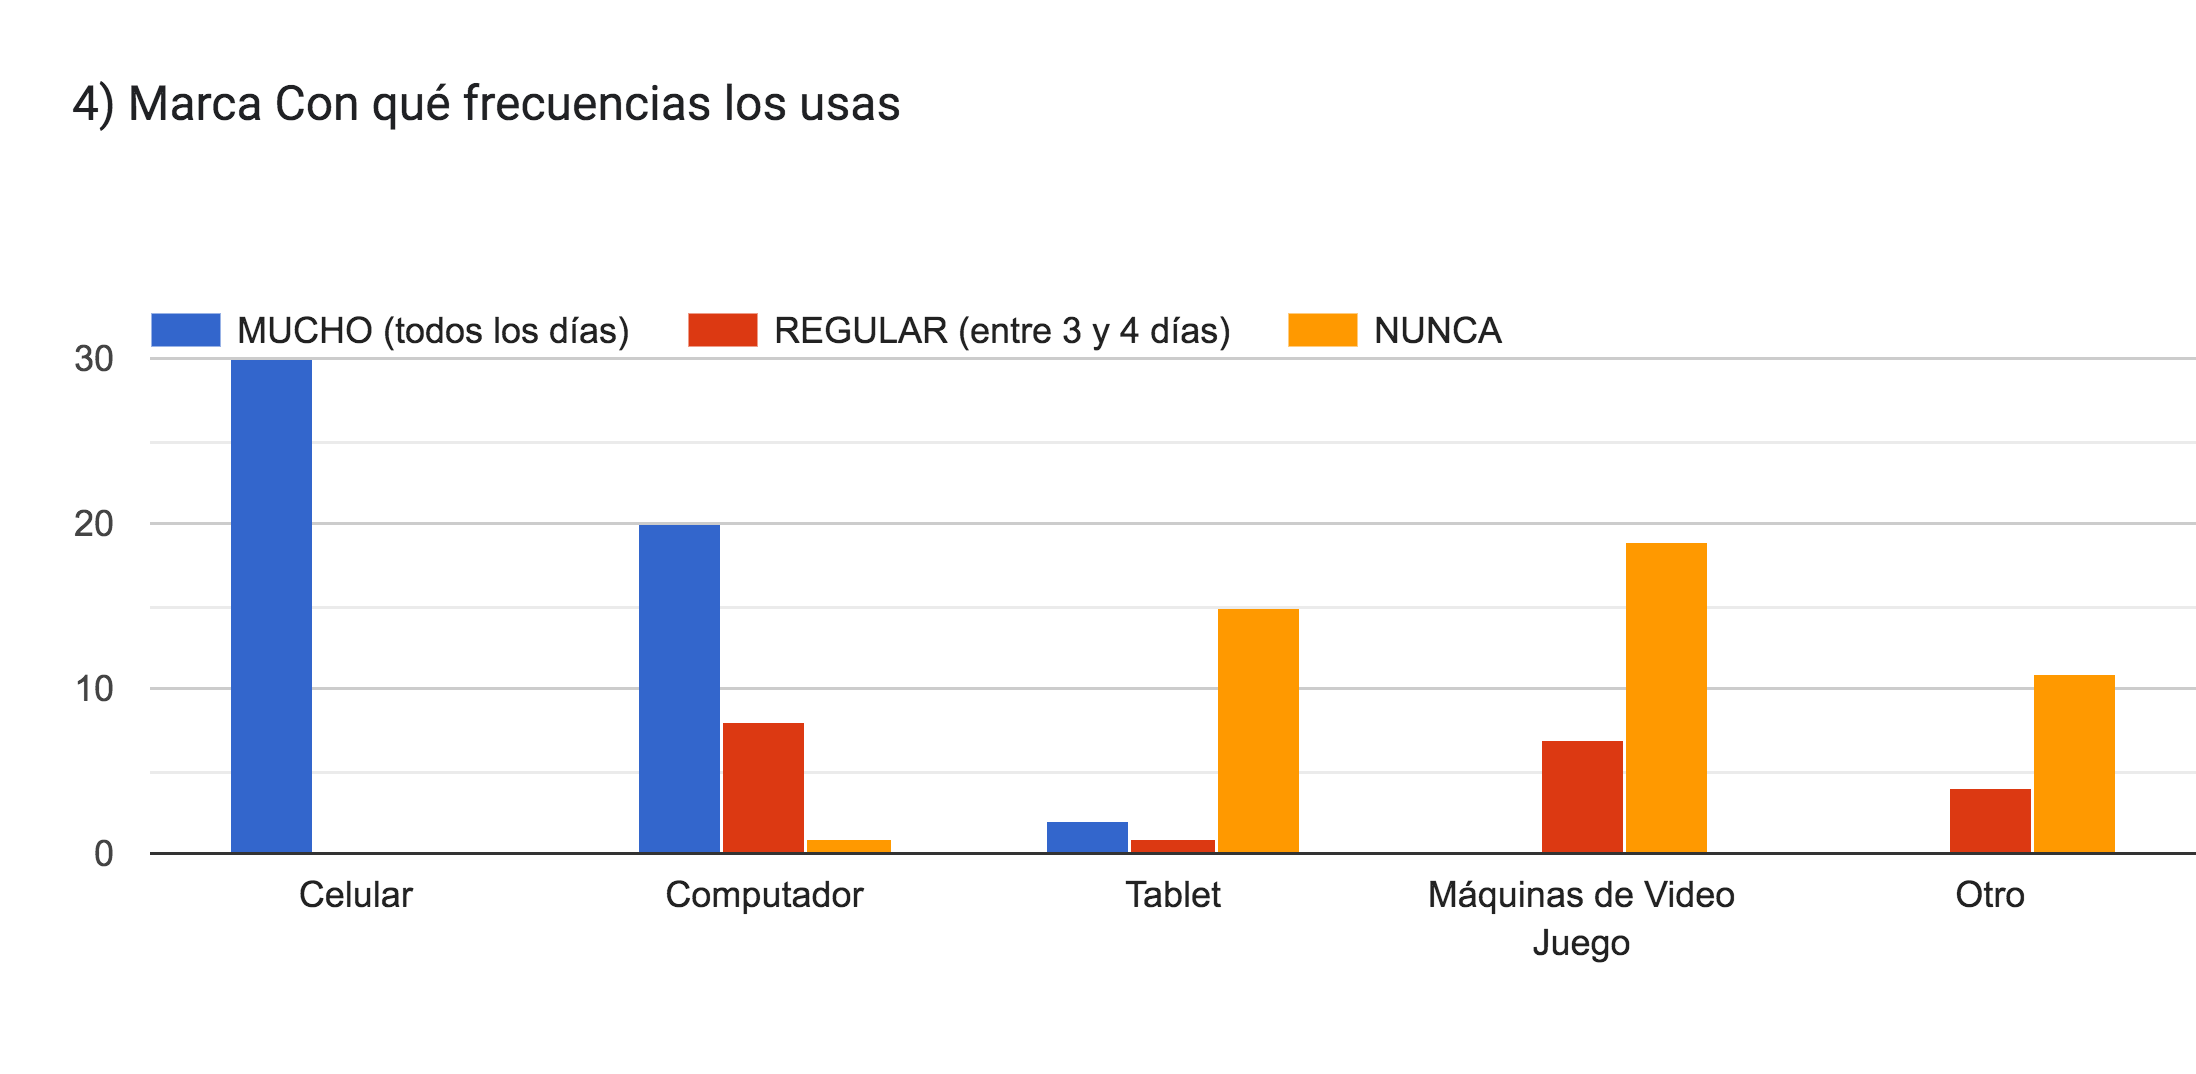 4) Marca Con qué frecuencias los usas
MUCHO (todos los días) REGULAR (entre 3 y 4 días) NUNCA
30
20
10
0
Celular Computador Tablet Máquinas de Video Otro
Juego